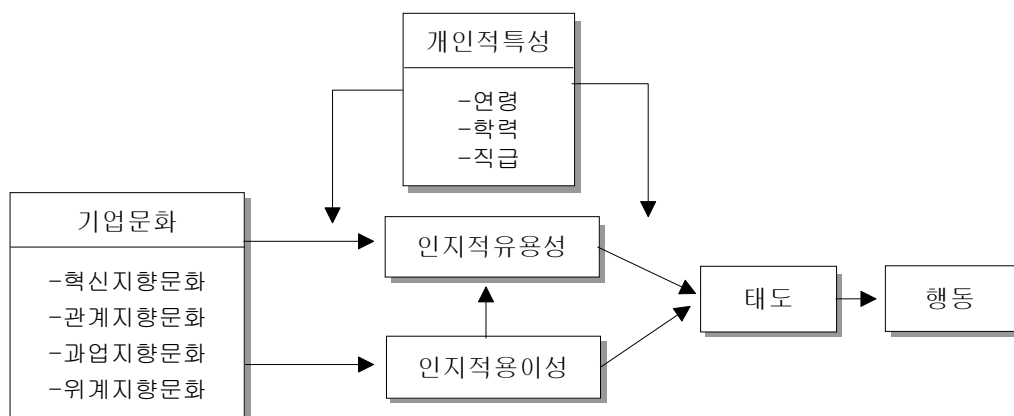 개인적특성
-연령
-학력
-직급
기업문화
-혁신지향문화
-관계지향문화
-과업지향문화
-위계지향문화
인지적유용성
인지적용이성
태도
행동